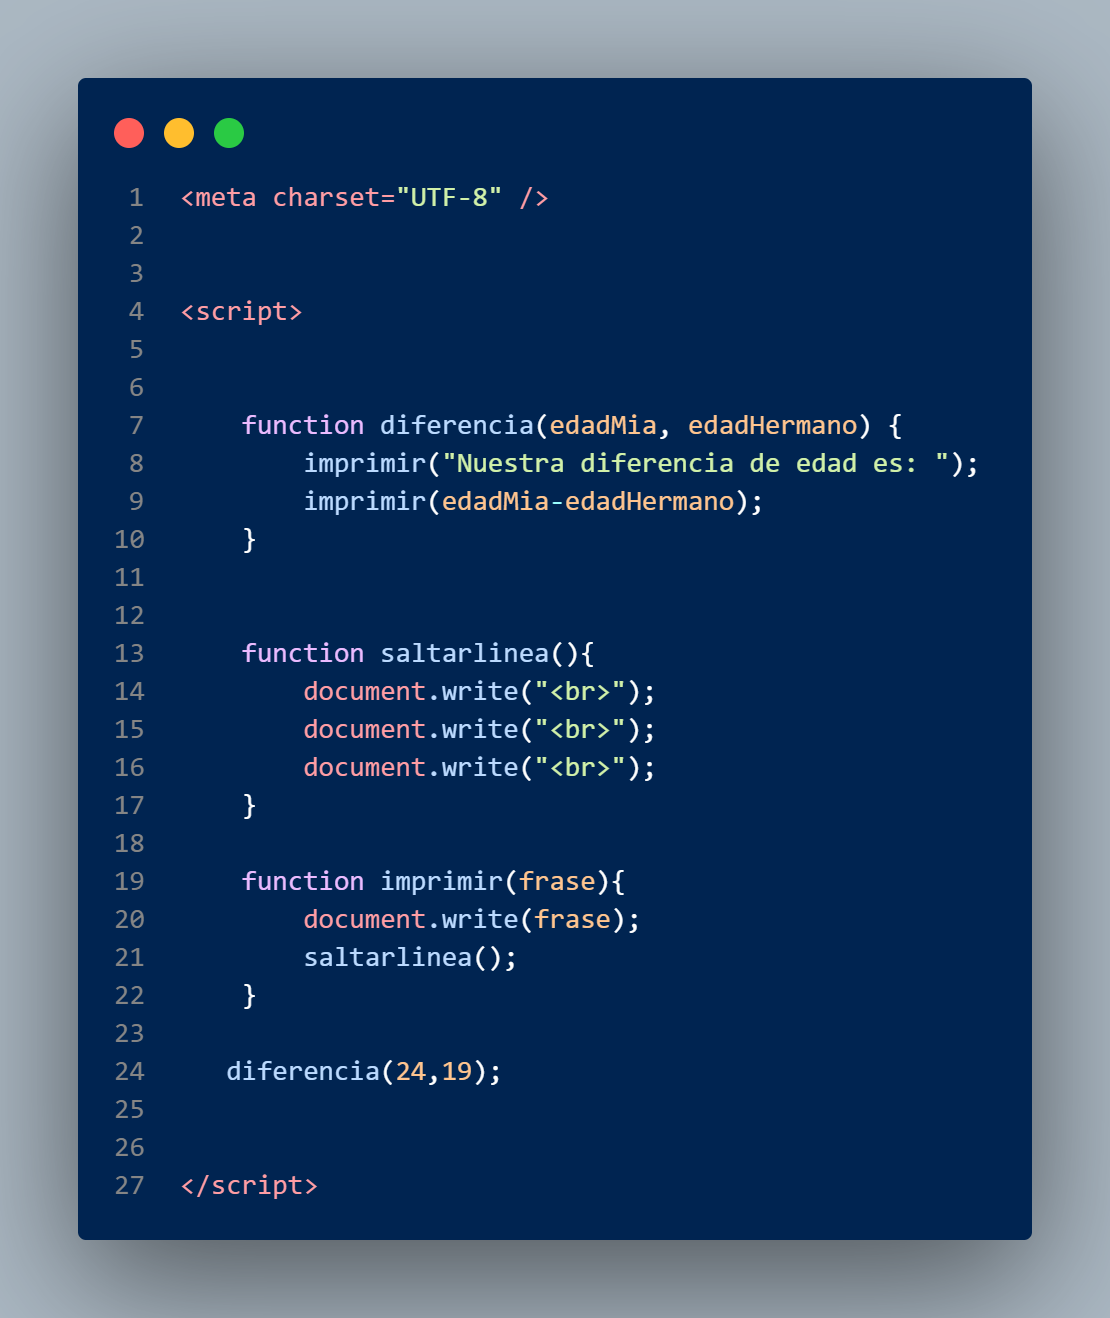 1 <meta charset="UTF-8" />
2
3
4 <script>
5
6
7     function diferencia(edadMia, edadHermano) {
8         imprimir("Nuestra diferencia de edad es: ");
9         imprimir(edadMia-edadHermano);
10     }
11
12
13     function saltarlinea(){
14         document.write("<br>");
15         document.write("<br>");
16         document.write("<br>");
17     }
18
19     function imprimir(frase){
20         document.write(frase);
21         saltarlinea();
22     }
23
24    diferencia(24,19);
25
26
27 </script>